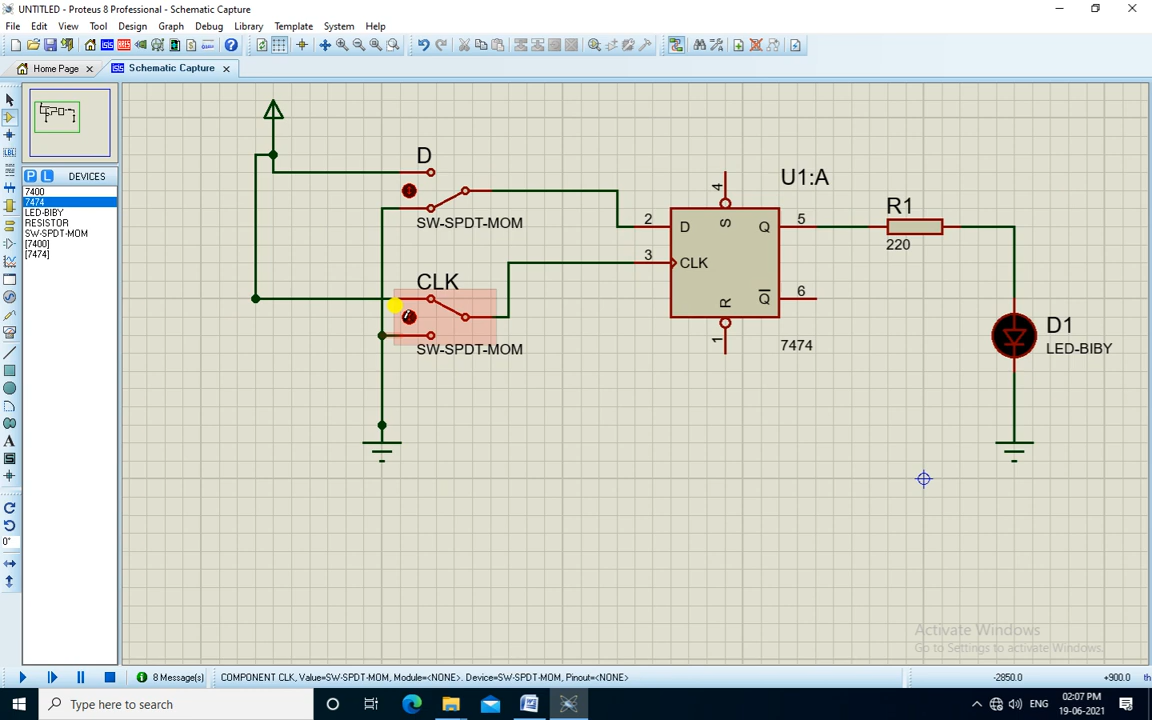 UNTITLED - Proteus 8 Professional - Schematic Capture
File Edit View Tool Design Graph Debug Library Template System Help
Home Page
Schematic Capture
P L DEVICES
7400
7474
LED-BIBY
RESISTOR
SW-SPDT-MOM
[7400]
[7474]
LBL
A
0°
D
SW-SPDT-MOM
CLK
SW-SPDT-MOM
U1:A
4
2 D S Q 5
3 CLK
R Q 6
1
7474
R1
220
D1
LED-BIBY
Activate Windows
Go to Settings to activate Windows.
8 Message(s) COMPONENT CLK, Value=SW-SPDT-MOM, Module=<NONE>. Device=SW-SPDT-MOM, Pinout=<NONE> -2850.0 +900.0 th
Type here to search
ENG
02:07 PM
19-06-2021